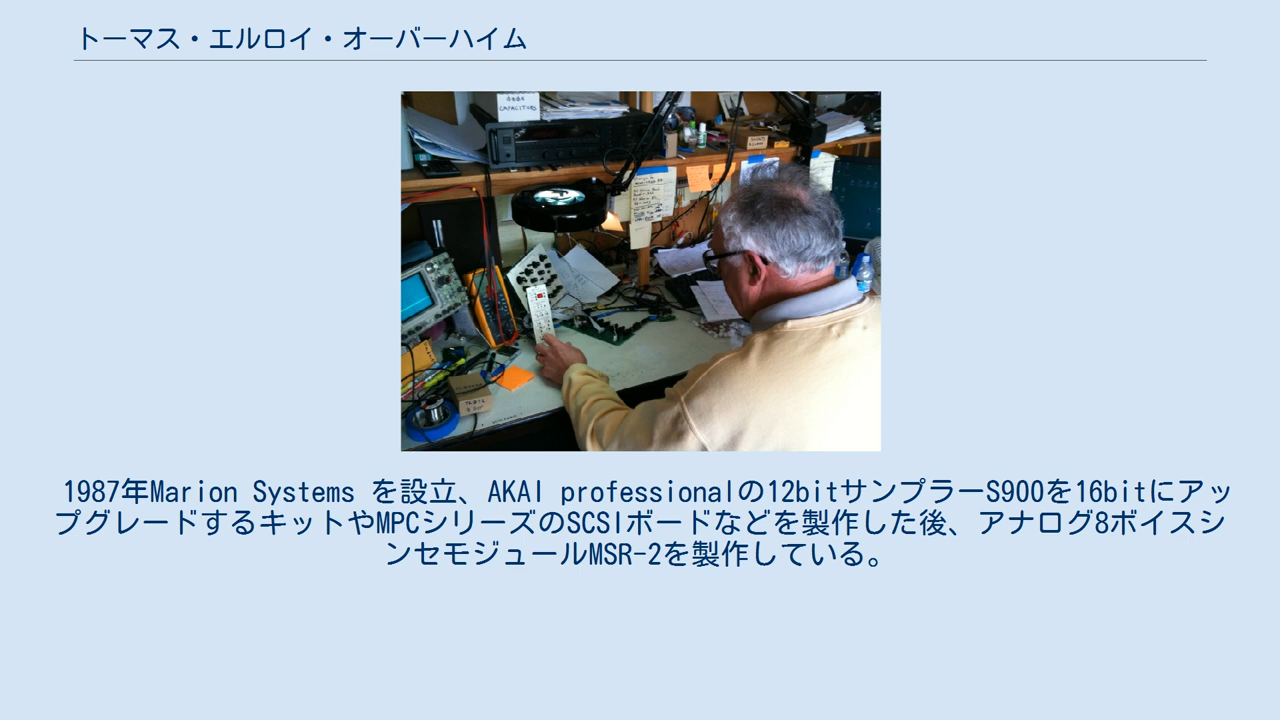 トーマス・エルロイ・オーバーハイム
CAPACITORS
1987年Marion Systems を設立、AKAI professionalの12bitサンプラーS900を16bitにアッ
プグレードするキットやMPCシリーズのSCSIボードなどを製作した後、アナログ8ボイスシ
ンセモジュールMSR-2を製作している。